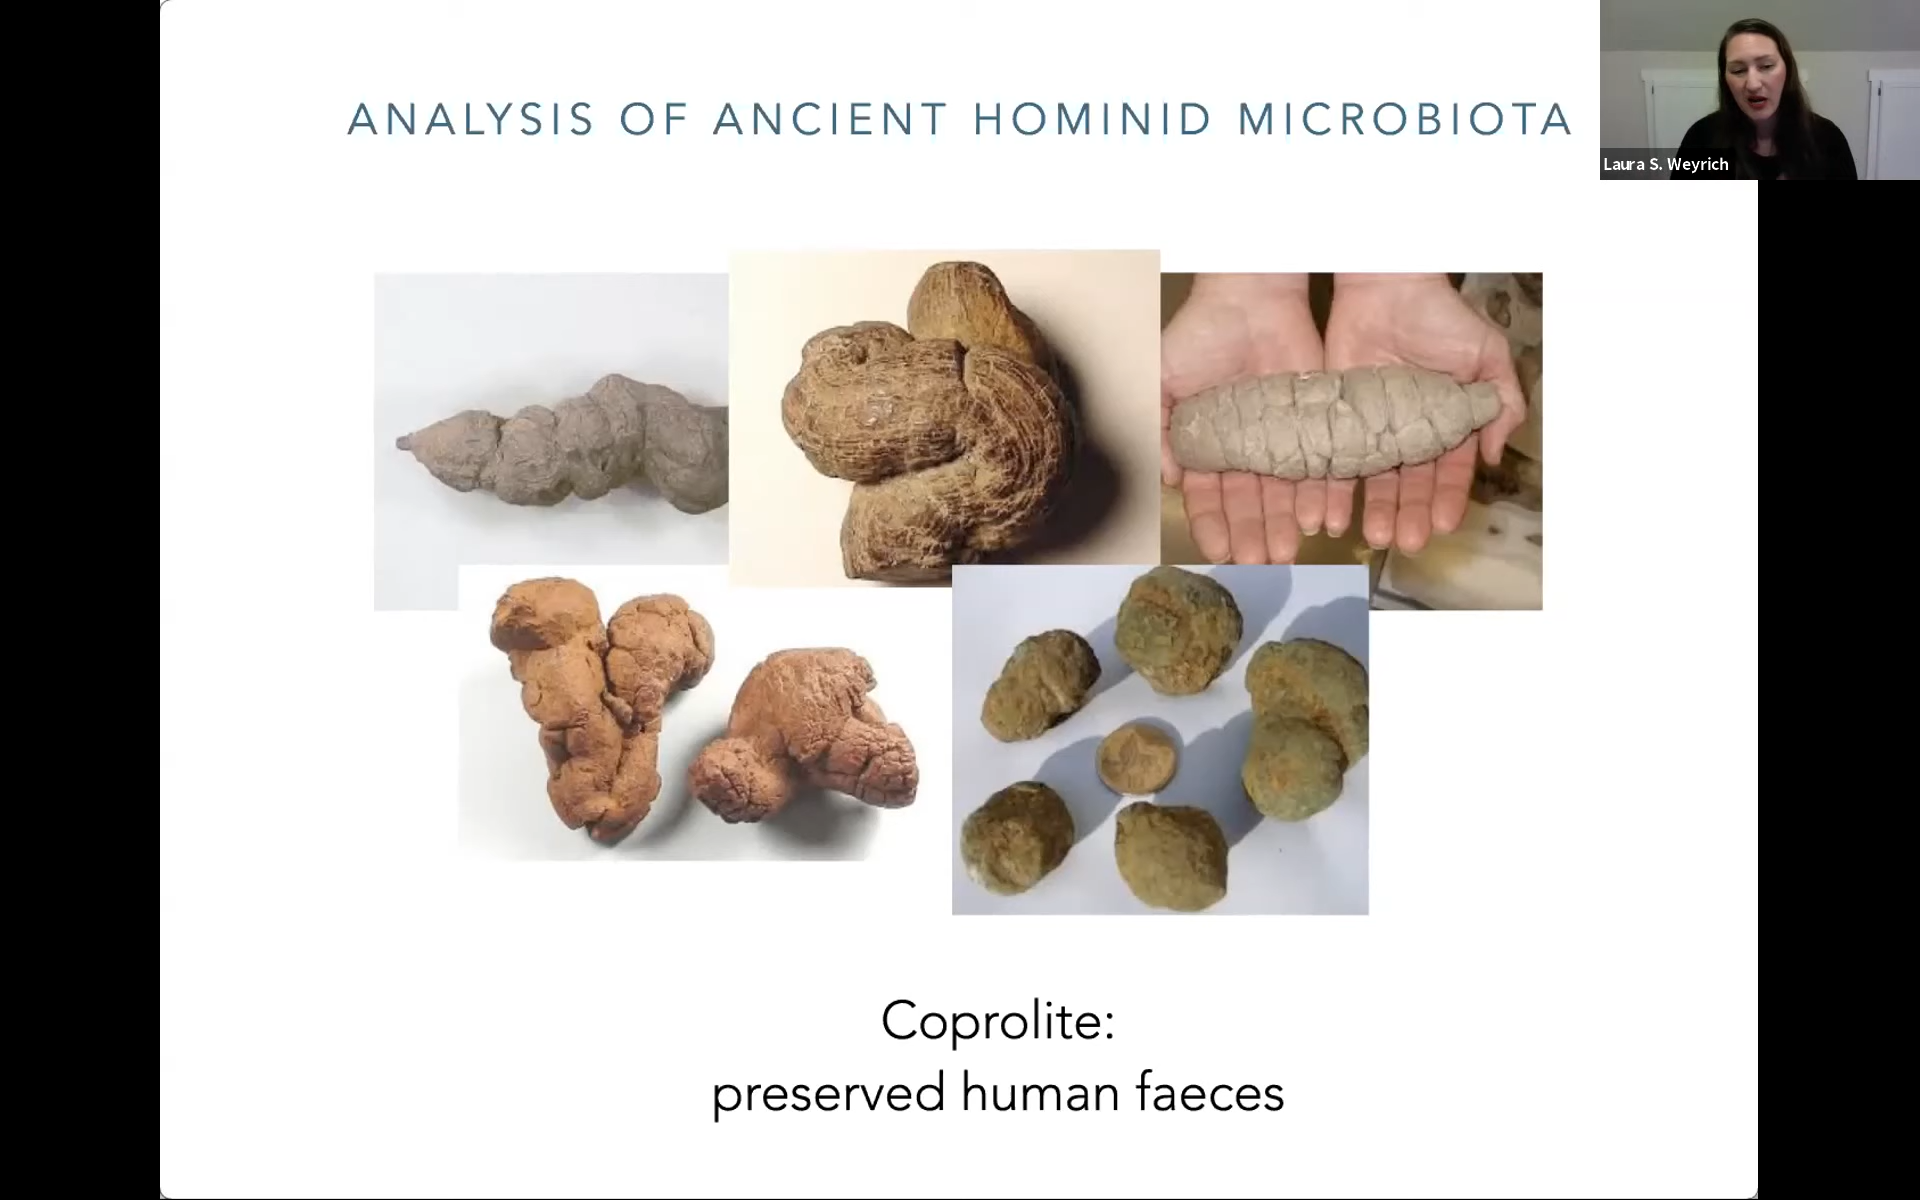 ANALYSIS OF ANCIENT HOMINID MICROBIOTA
Laura S. Weyrich
Coprolite:
preserved human faeces